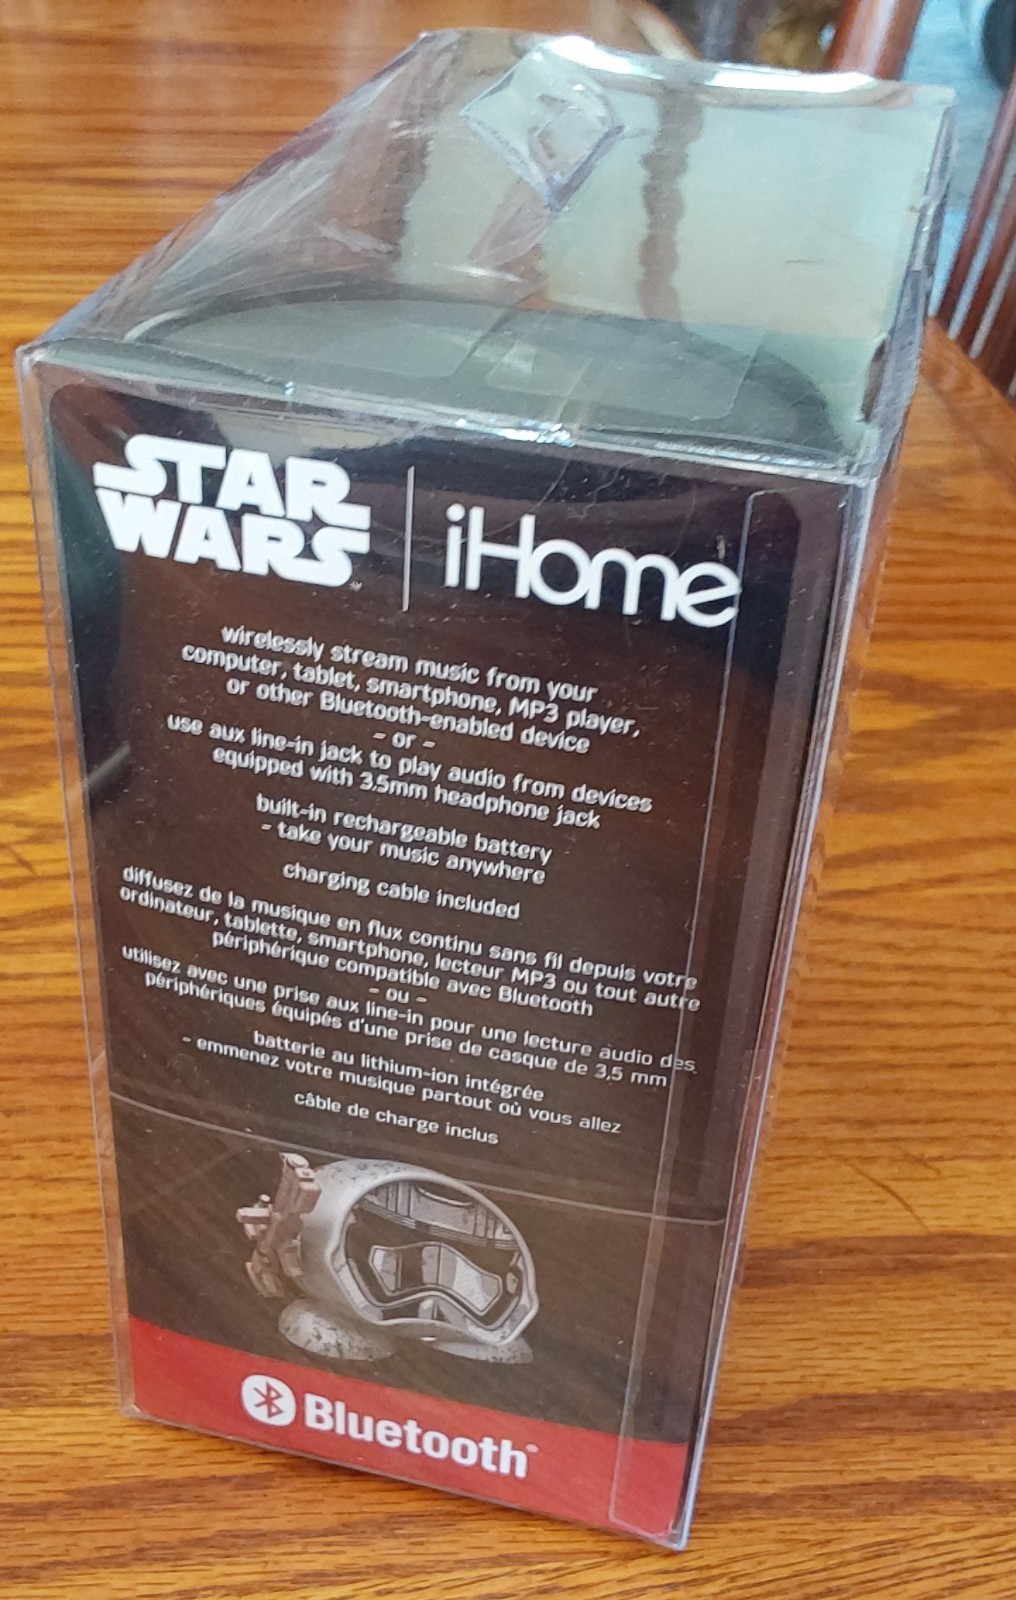 STAR
WARS
iHome
wirelessly stream music from your
computer, tablet, smartphone, MP3 player,
or other Bluetooth-enabled device
- or -
use aux line-in jack to play audio from devices
equipped with 3.5mm headphone jack
built-in rechargeable battery
- take your music anywhere
charging cable included
diffusez de la musique en flux continu sans fil depuis votre
ordinateur, tablette, smartphone, lecteur MP3 ou tout autre
périphérique compatible avec Bluetooth
- ou -
utilisez avec une prise aux line-in pour une lecture audio des
périphériques équipés d'une prise de casque de 3,5 mm
batterie au lithium-ion intégrée
- emmenez votre musique partout où vous allez
câble de charge inclus
Bluetooth